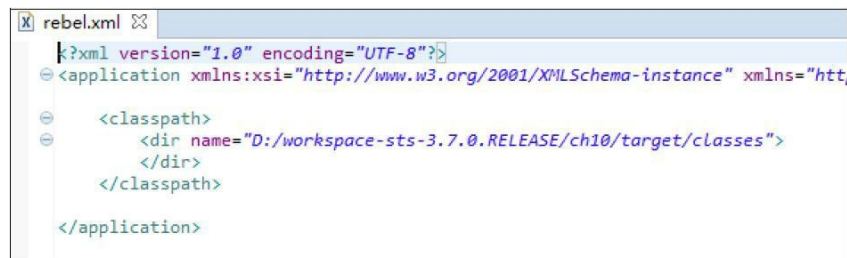 rebel.xml
<?xml version="1.0" encoding="UTF-8"?>
<application xmlns:xsi="http://www.w3.org/2001/XMLSchema-instance" xmlns="htt
<classpath>
<dir name="D:/workspace-sts-3.7.0.RELEASE/ch10/target/classes">
</dir>
</classpath>
</application>